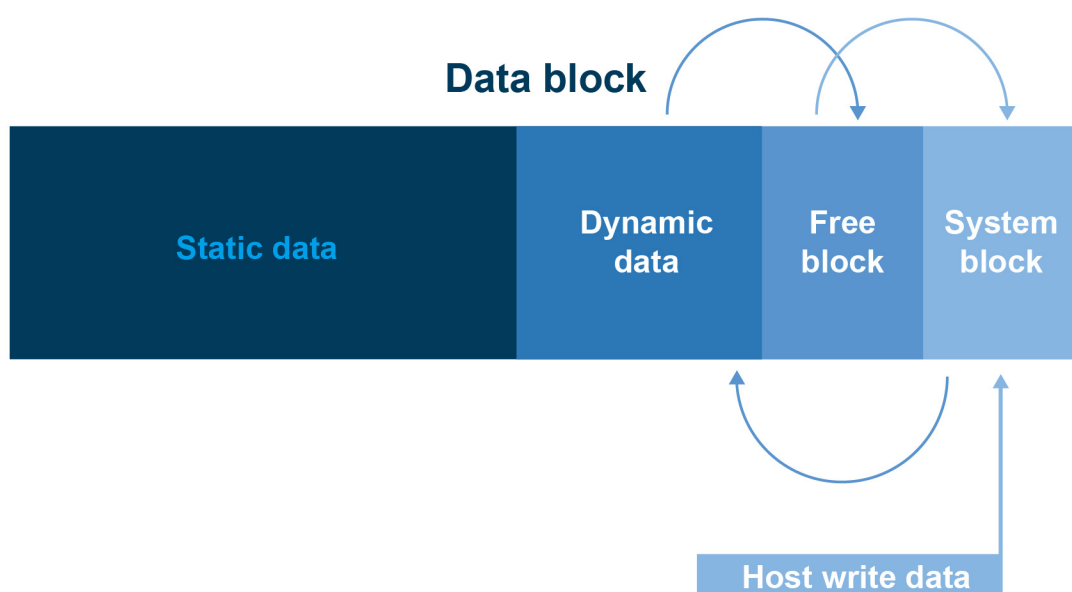 Data block
Static data
Dynamic
data
Free
block
System
block
Host write data